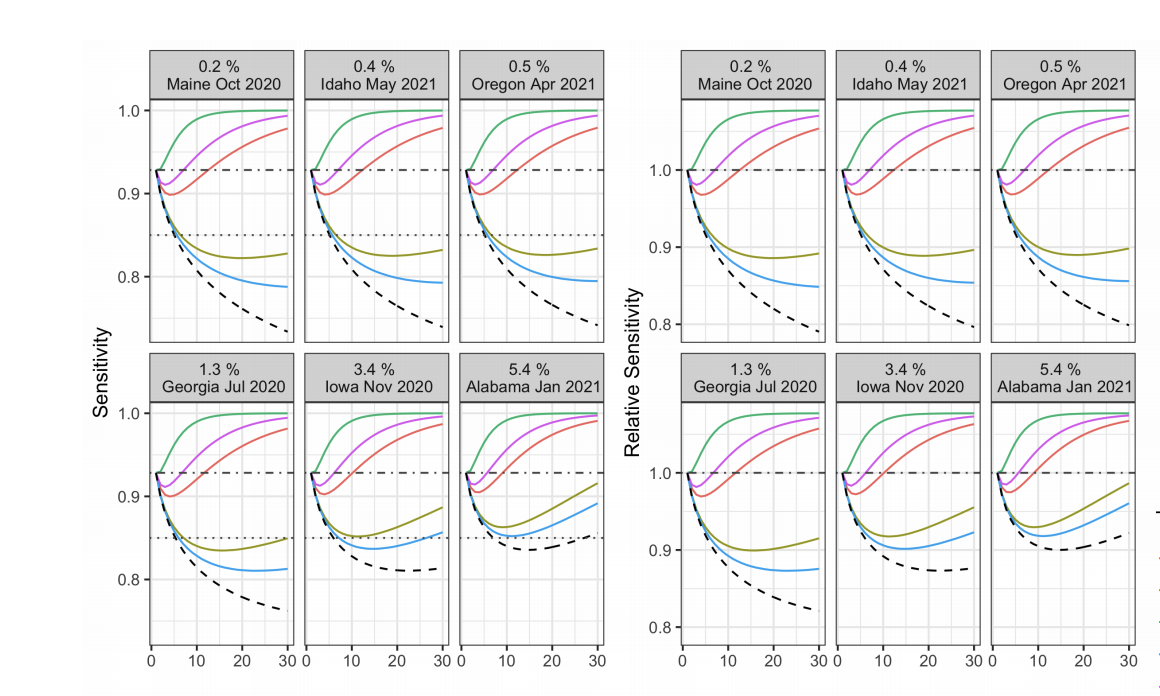 0.2 %
Maine Oct 2020
0.4 %
Idaho May 2021
0.5 %
Oregon Apr 2021
1.0
0.9
0.8
Sensitivity
1.3 %
Georgia Jul 2020
3.4 %
Iowa Nov 2020
5.4 %
Alabama Jan 2021
1.0
0.9
0.8
0 10 20 30 0 10 20 30 0 10 20 30
0.2 %
Maine Oct 2020
0.4 %
Idaho May 2021
0.5 %
Oregon Apr 2021
1.0
0.9
0.8
Relative Sensitivity
1.3 %
Georgia Jul 2020
3.4 %
Iowa Nov 2020
5.4 %
Alabama Jan 2021
1.0
0.9
0.8
0 10 20 30 0 10 20 30 0 10 20 30